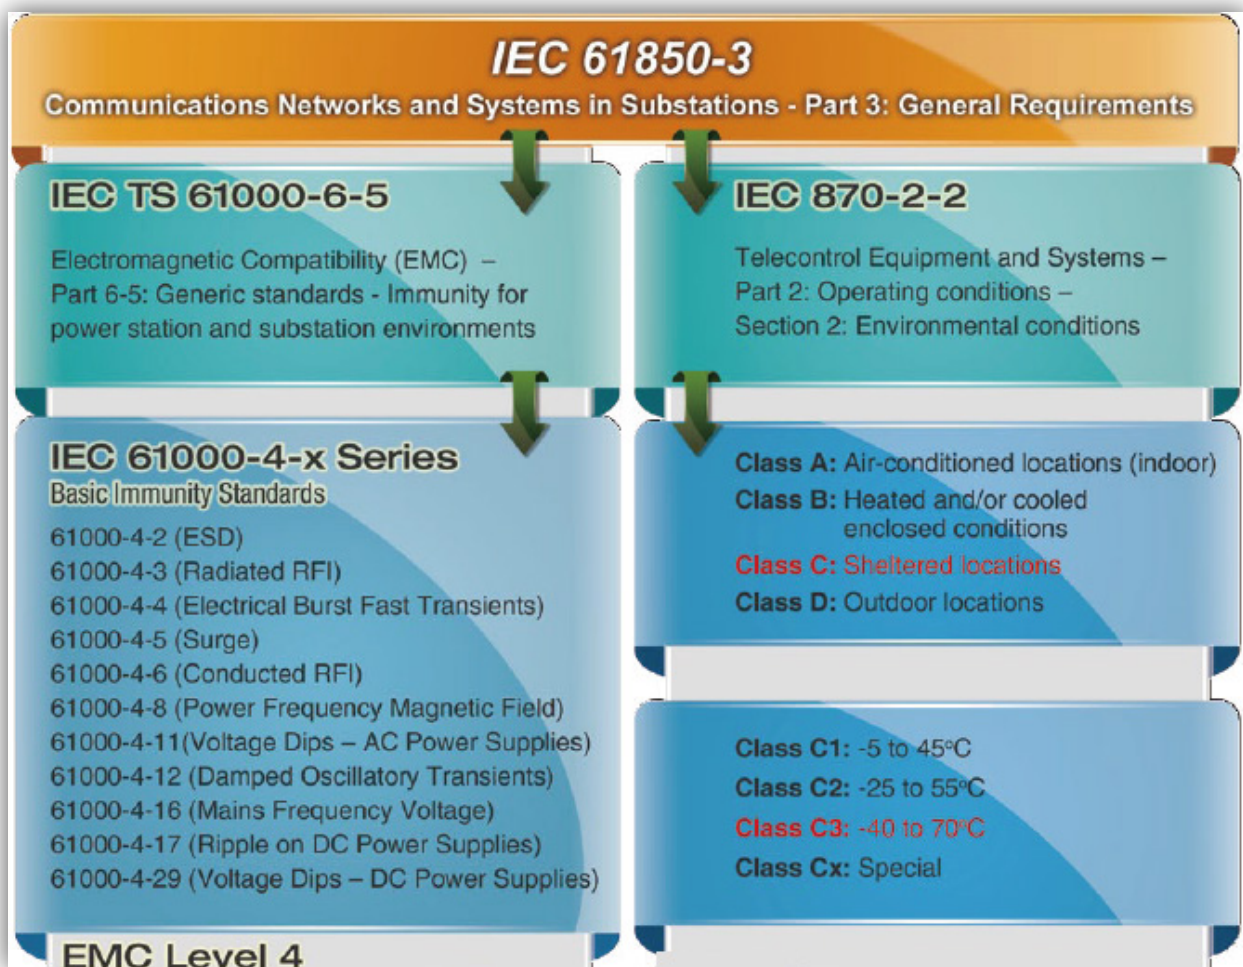 IEC 61850-3
Communications Networks and Systems in Substations - Part 3: General Requirements
IEC TS 61000-6-5
Electromagnetic Compatibility (EMC) –
Part 6-5: Generic standards - Immunity for
power station and substation environments
IEC 61000-4-x Series
Basic Immunity Standards
61000-4-2 (ESD)
61000-4-3 (Radiated RFI)
61000-4-4 (Electrical Burst Fast Transients)
61000-4-5 (Surge)
61000-4-6 (Conducted RFI)
61000-4-8 (Power Frequency Magnetic Field)
61000-4-11(Voltage Dips – AC Power Supplies)
61000-4-12 (Damped Oscillatory Transients)
61000-4-16 (Mains Frequency Voltage)
61000-4-17 (Ripple on DC Power Supplies)
61000-4-29 (Voltage Dips – DC Power Supplies)
EMC Level 4
IEC 870-2-2
Telecontrol Equipment and Systems –
Part 2: Operating conditions –
Section 2: Environmental conditions
Class A: Air-conditioned locations (indoor)
Class B: Heated and/or cooled
enclosed conditions
Class C: Sheltered locations
Class D: Outdoor locations
Class C1: -5 to 45°C
Class C2: -25 to 55°C
Class C3: -40 to 70°C
Class Cx: Special